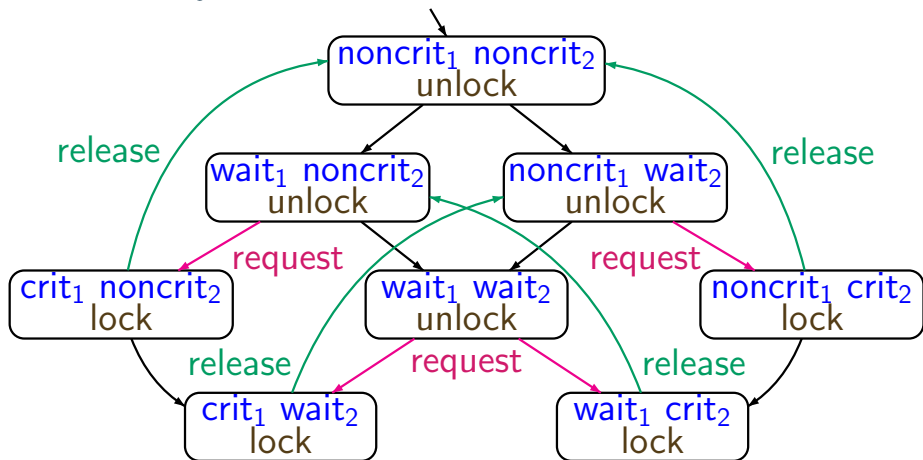 noncrit₁ noncrit₂
unlock
release
release
wait₁ noncrit₂
unlock
noncrit₁ wait₂
unlock
request
request
crit₁ noncrit₂
lock
wait₁ wait₂
unlock
noncrit₁ crit₂
lock
release
request
release
crit₁ wait₂
lock
wait₁ crit₂
lock